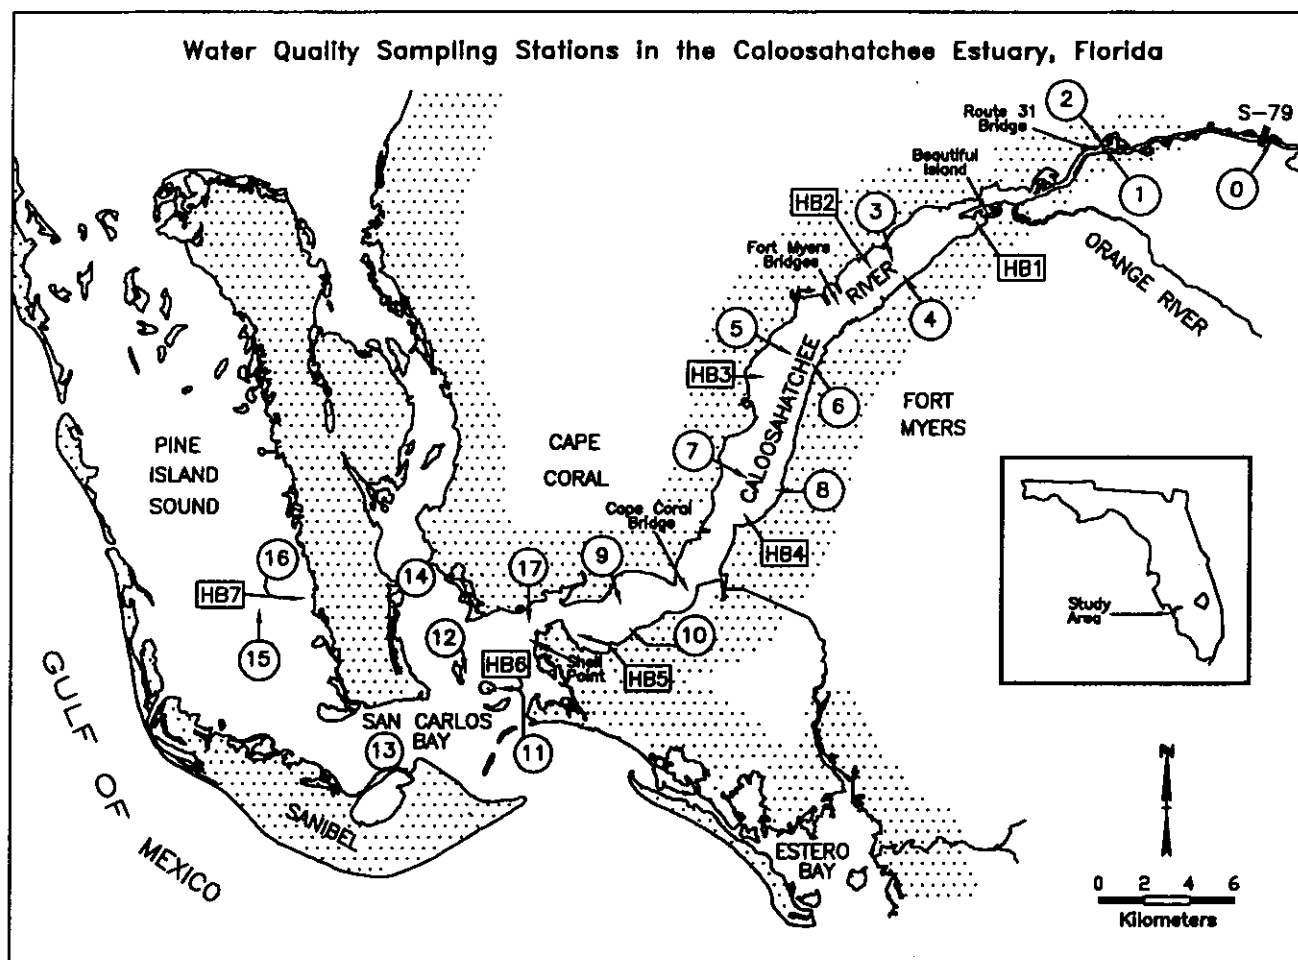 Water Quality Sampling Stations in the Caloosahatchee Estuary, Florida
2
Route 31
Bridge
S-79
Beautiful
Island
1
0
HB2
3
Fort Myers
Bridges
RIVER
HB1
ORANGE RIVER
4
5
CALOOSAHATCHEE
HB3
6
FORT
MYERS
PINE
ISLAND
SOUND
CAPE
CORAL
7
8
Cape Coral
Bridge
HB4
16
14
17
9
HB7
Study
Area
15
12
10
HB6
Shell
Point
HB5
GULF OF MEXICO
SAN CARLOS
BAY
13
11
SANIBEL
ESTERO
BAY
N
0 2 4 6
Kilometers